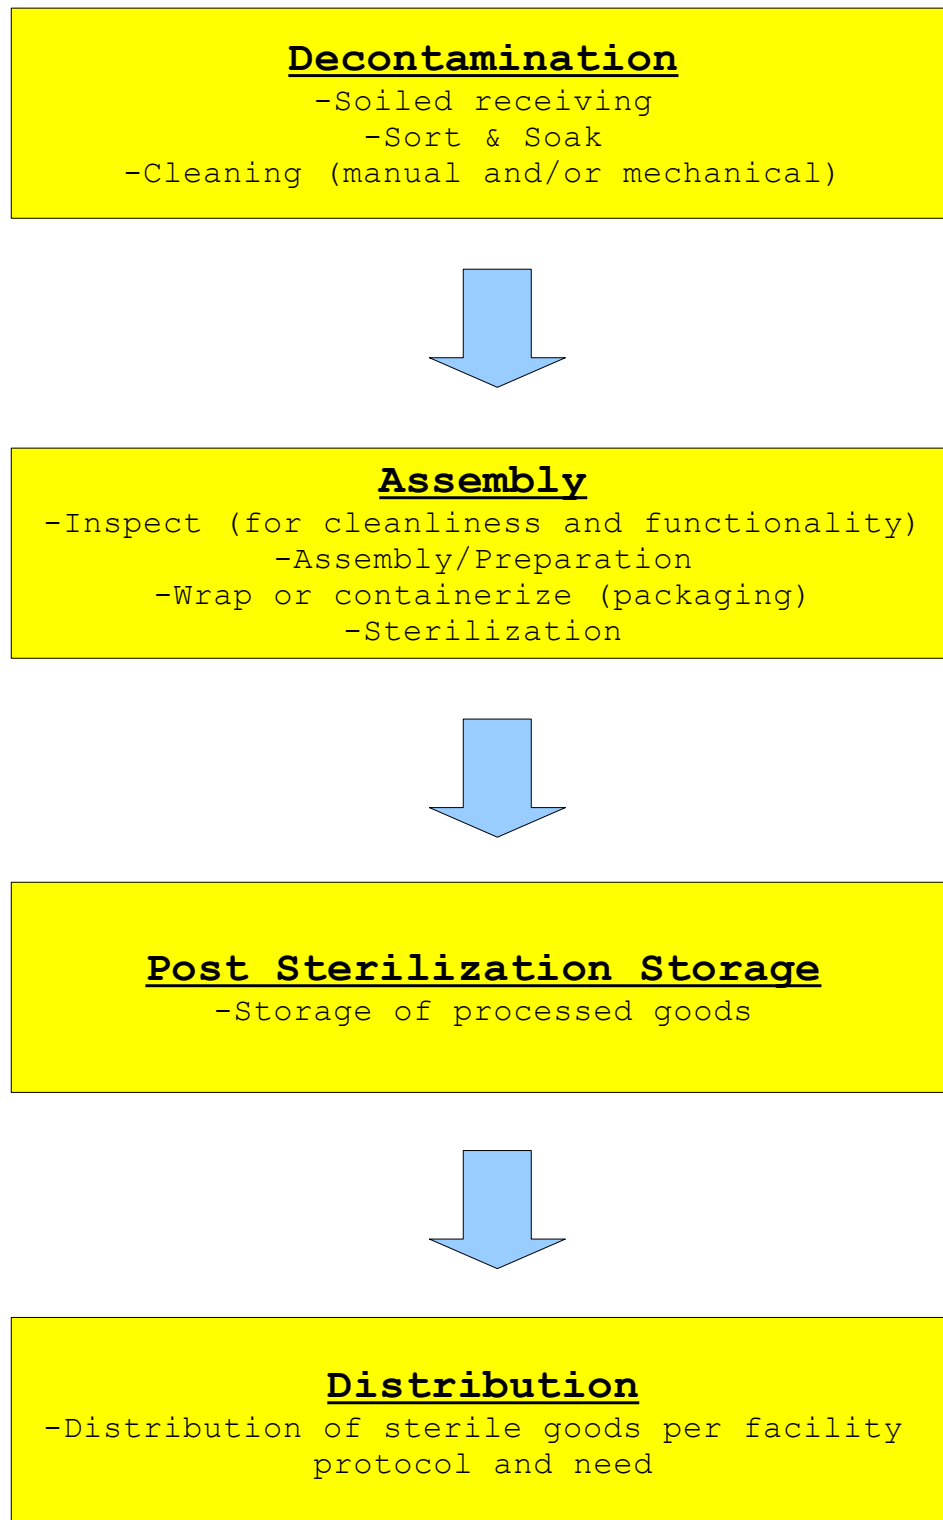 Decontamination
-Soiled receiving
-Sort & Soak
-Cleaning (manual and/or mechanical)
Assembly
-Inspect (for cleanliness and functionality)
-Assembly/Preparation
-Wrap or containerize (packaging)
-Sterilization
Post Sterilization Storage
-Storage of processed goods
Distribution
-Distribution of sterile goods per facility
protocol and need